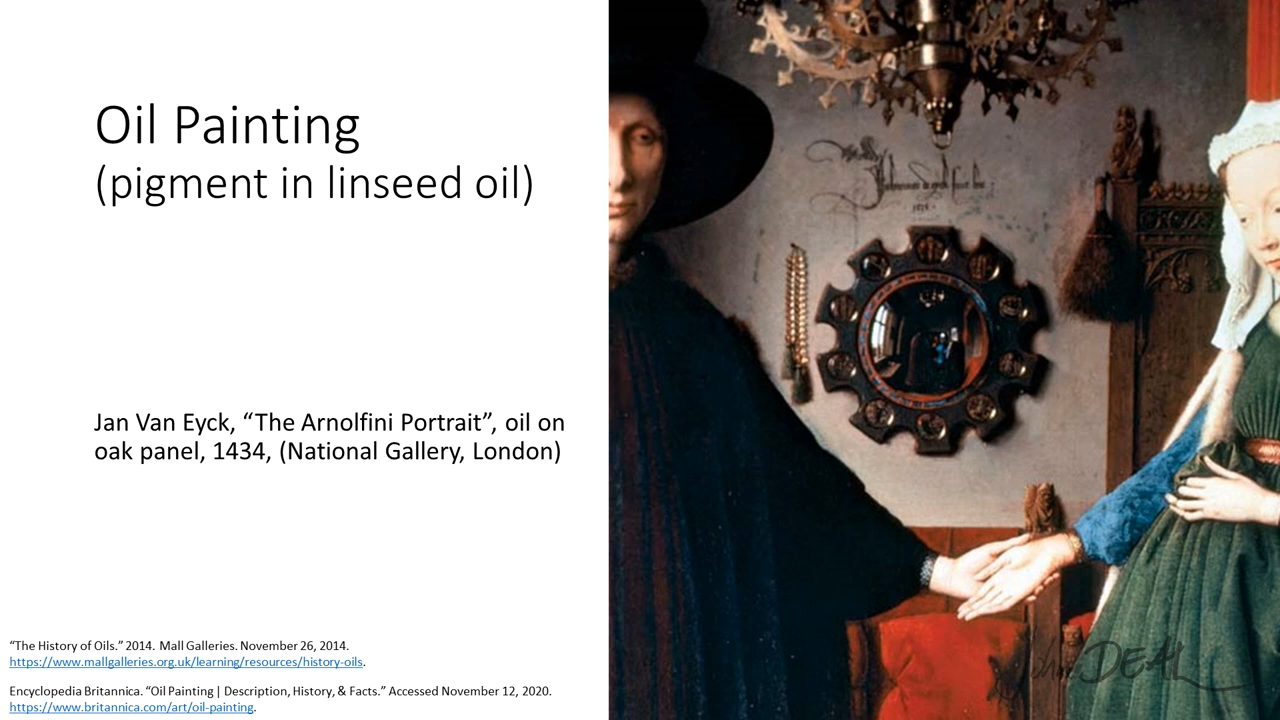 Oil Painting
(pigment in linseed oil)
Jan Van Eyck, “The Arnolfini Portrait”, oil on
oak panel, 1434, (National Gallery, London)
“The History of Oils.” 2014. Mall Galleries. November 26, 2014.
https://www.mallgalleries.org.uk/learning/resources/history-oils.
Encyclopedia Britannica. “Oil Painting | Description, History, & Facts.” Accessed November 12, 2020.
https://www.britannica.com/art/oil-painting.
John DEAL